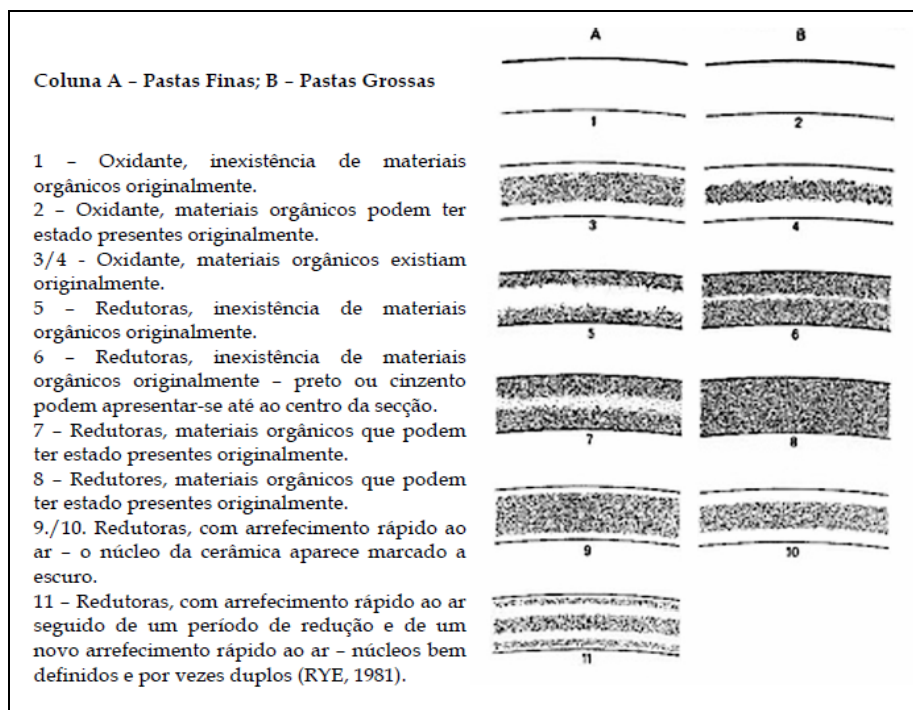 Coluna A – Pastas Finas; B – Pastas Grossas
1 – Oxidante, inexistência de materiais
orgânicos originalmente.
2 – Oxidante, materiais orgânicos podem ter
estado presentes originalmente.
3/4 - Oxidante, materiais orgânicos existiam
originalmente.
5 – Redutoras, inexistência de materiais
orgânicos originalmente.
6 – Redutoras, inexistência de materiais
orgânicos originalmente – preto ou cinzento
podem apresentar-se até ao centro da secção.
7 – Redutoras, materiais orgânicos que podem
ter estado presentes originalmente.
8 – Redutores, materiais orgânicos que podem
ter estado presentes originalmente.
9./10. Redutoras, com arrefecimento rápido ao
ar – o núcleo da cerâmica aparece marcado a
escuro.
11 – Redutoras, com arrefecimento rápido ao ar
seguido de um período de redução e de um
novo arrefecimento rápido ao ar – núcleos bem
definidos e por vezes duplos (RYE, 1981).
A B
1 2
3 4
5 6
7 8
9 10
11